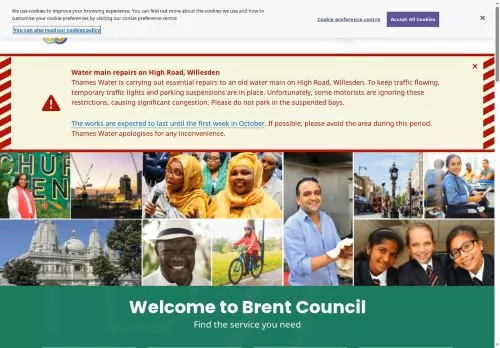 We use cookies to improve your browsing experience. You can find out more about the cookies we use and how to
customise our cookie preferences by visiting our cookie preference centre
You can also read our cookies policy
Cookie preference centre
Accept All Cookies
Water main repairs on High Road, Willesden
Thames Water is carrying out essential repairs to an old water main on High Road, Willesden. To keep traffic flowing,
temporary traffic lights and parking suspensions are in place. Unfortunately, some motorists are ignoring these
restrictions, causing significant congestion. Please do not park in the suspended bays.
The works are expected to last until the first week in October. If possible, please avoid the area during this period.
Thames Water apologises for any inconvenience.
CHUR
EN
Welcome to Brent Council
Find the service you need